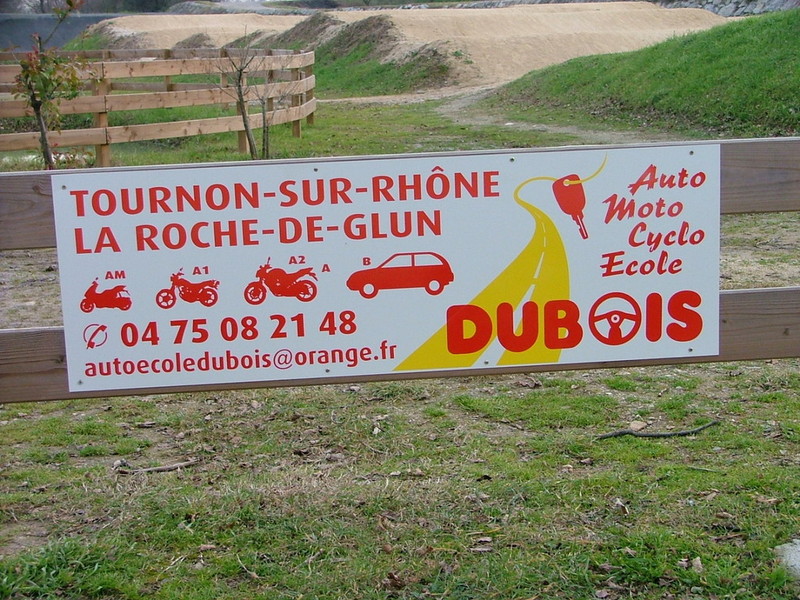 TOURNON-SUR-RHÔNE
LA ROCHE-DE-GLUN
AM A1 A2 A B
04 75 08 21 48
autoecoledubois@orange.fr
Auto
Moto
Cyclo
Ecole
DUBOIS